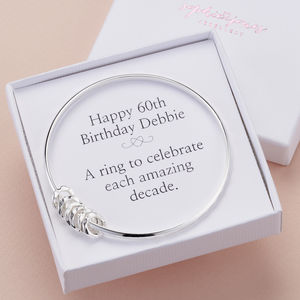 Happy 60th
Birthday Debbie
A ring to celebrate
each amazing
decade.